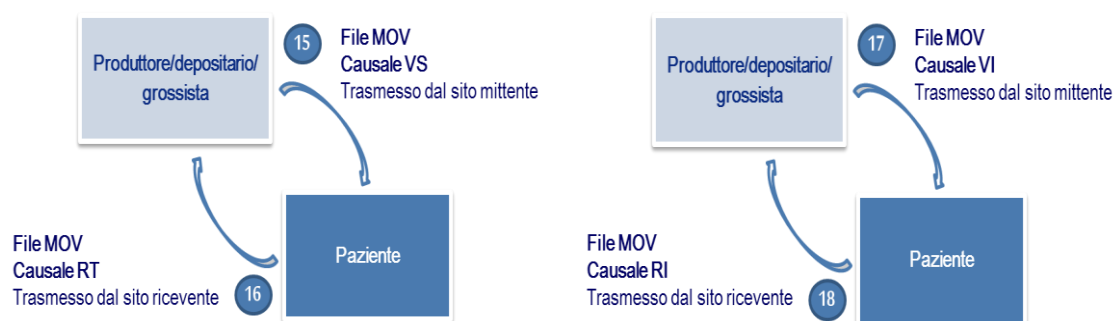 Produttore/depositario/
grossista
15
File MOV
Causale VS
Trasmesso dal sito mittente
File MOV
Causale RT
Trasmesso dal sito ricevente
16
Paziente
Produttore/depositario/
grossista
17
File MOV
Causale VI
Trasmesso dal sito mittente
File MOV
Causale RI
Trasmesso dal sito ricevente
18
Paziente